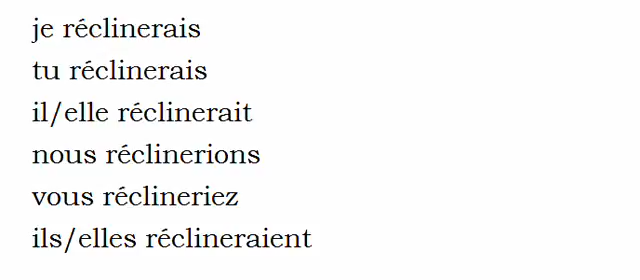 je réclinerais
tu réclinerais
il/elle réclinerait
nous réclinerions
vous réclineriez
ils/elles réclineraient